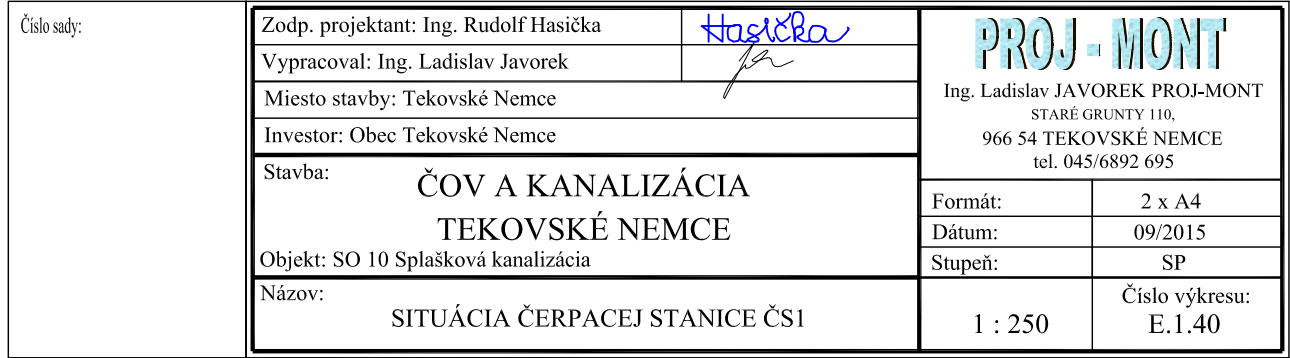 Číslo sady:
Zodp. projektant: Ing. Rudolf Hasička
Hasička
Vypracoval: Ing. Ladislav Javorek
Miesto stavby: Tekovské Nemce
Investor: Obec Tekovské Nemce
PROJ - MONT
Ing. Ladislav JAVOREK PROJ-MONT
STARÉ GRUNTY 110,
966 54 TEKOVSKÉ NEMCE
tel. 045/6892 695
Stavba:
ČOV A KANALIZÁCIA
TEKOVSKÉ NEMCE
Objekt: SO 10 Splašková kanalizácia
Formát: 2 x A4
Dátum: 09/2015
Stupeň: SP
Názov:
SITUÁCIA ČERPACEJ STANICE ČS1
1 : 250
Číslo výkresu:
E.1.40